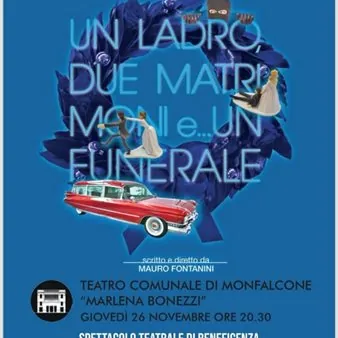 UN LADRO,
DUE MATRI
MONI e...UN
FUNERALE
scritto e diretto da
MAURO FONTANINI
TEATRO COMUNALE DI MONFALCONE
“MARLENA BONEZZI”
GIOVEDÌ 26 NOVEMBRE ORE 20.30
SPETTACOLO TEATRALE DI BENEFICENZA